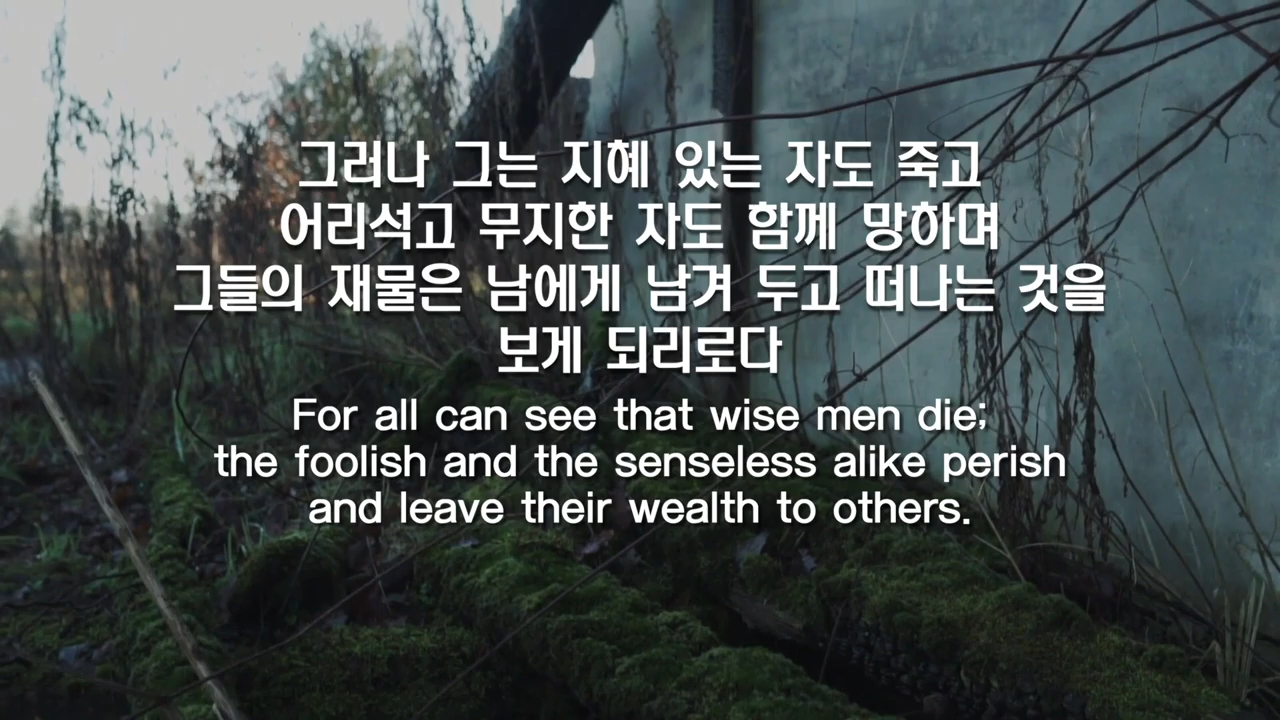 그러나 그는 지혜 있는 자도 죽고
어리석고 무지한 자도 함께 망하며
그들의 재물은 남에게 남겨 두고 떠나는 것을
보게 되리로다
For all can see that wise men die;
the foolish and the senseless alike perish
and leave their wealth to others.